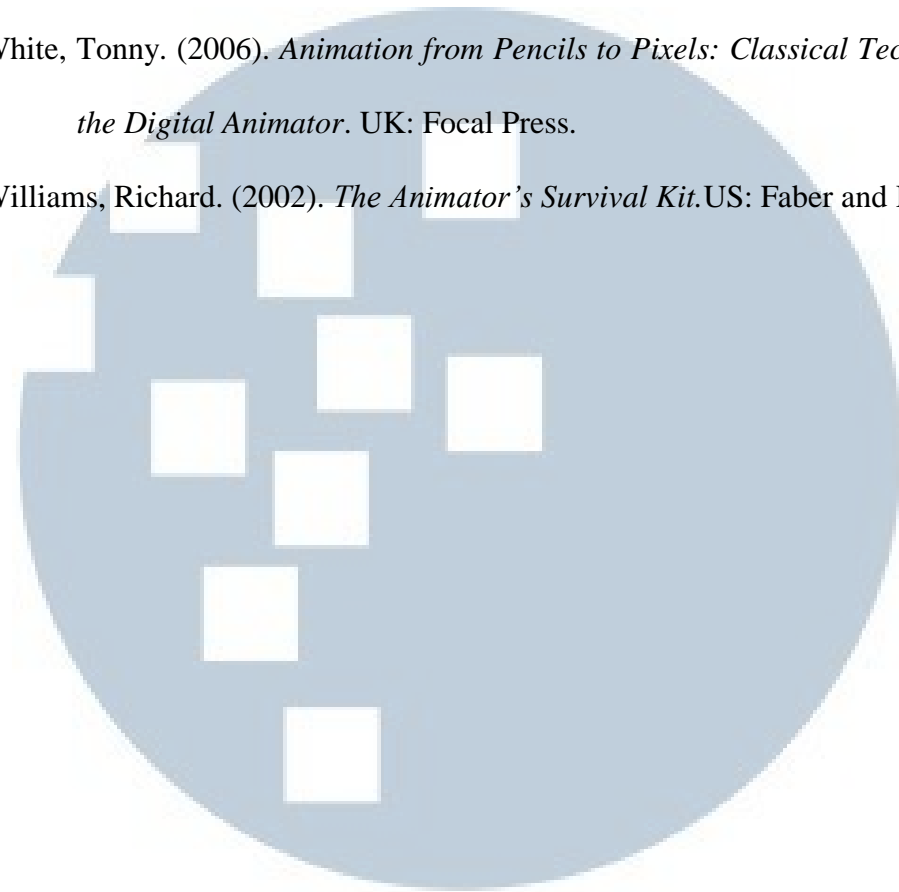 White, Tonny. (2006). Animation from Pencils to Pixels: Classical
the Digital Animator. UK: Focal Press.
Williams, Richard. (2002). The Animator’s Survival Kit.US: Faber and